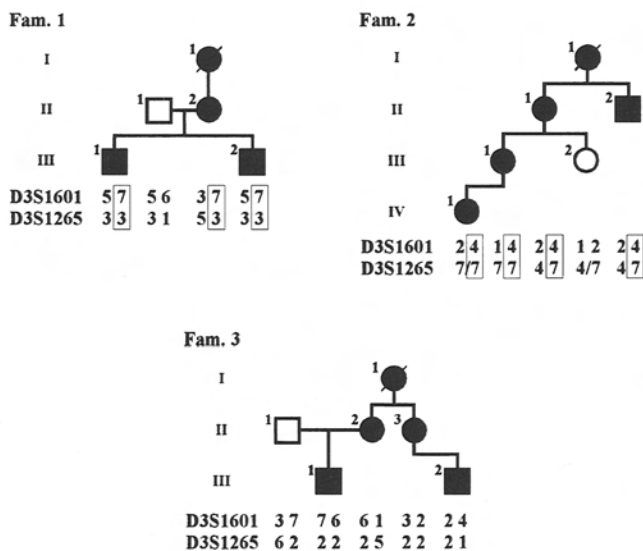 Fam. 1
1
I
1 2
II
1 2
III
D3S1601 5 7 5 6 3 7 5 7
D3S1265 3 3 3 1 5 3 3 3
Fam. 2
1
I
1 2
II
1 2
III
1
IV
D3S1601 2 4 1 4 2 4 1 2 2 4
D3S1265 7/7 7 7 4 7 4/7 4 7
Fam. 3
1
I
1 2 3
II
1 2
III
D3S1601 3 7 7 6 6 1 3 2 2 4
D3S1265 6 2 2 2 2 5 2 2 2 1